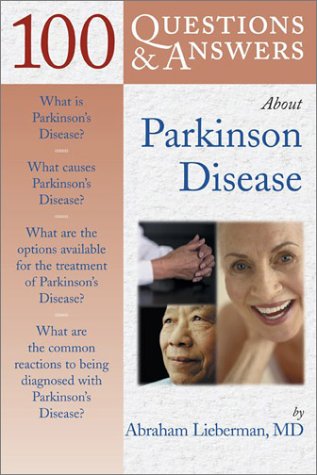 100 QUESTIONS
& ANSWERS
About
Parkinson
Disease
What is
Parkinson's
Disease?
What causes
Parkinson's
Disease?
What are the
options available
for the treatment
of Parkinson's
Disease?
What are
the common
reactions to being
diagnosed with
Parkinson's
Disease?
by
Abraham Lieberman, MD